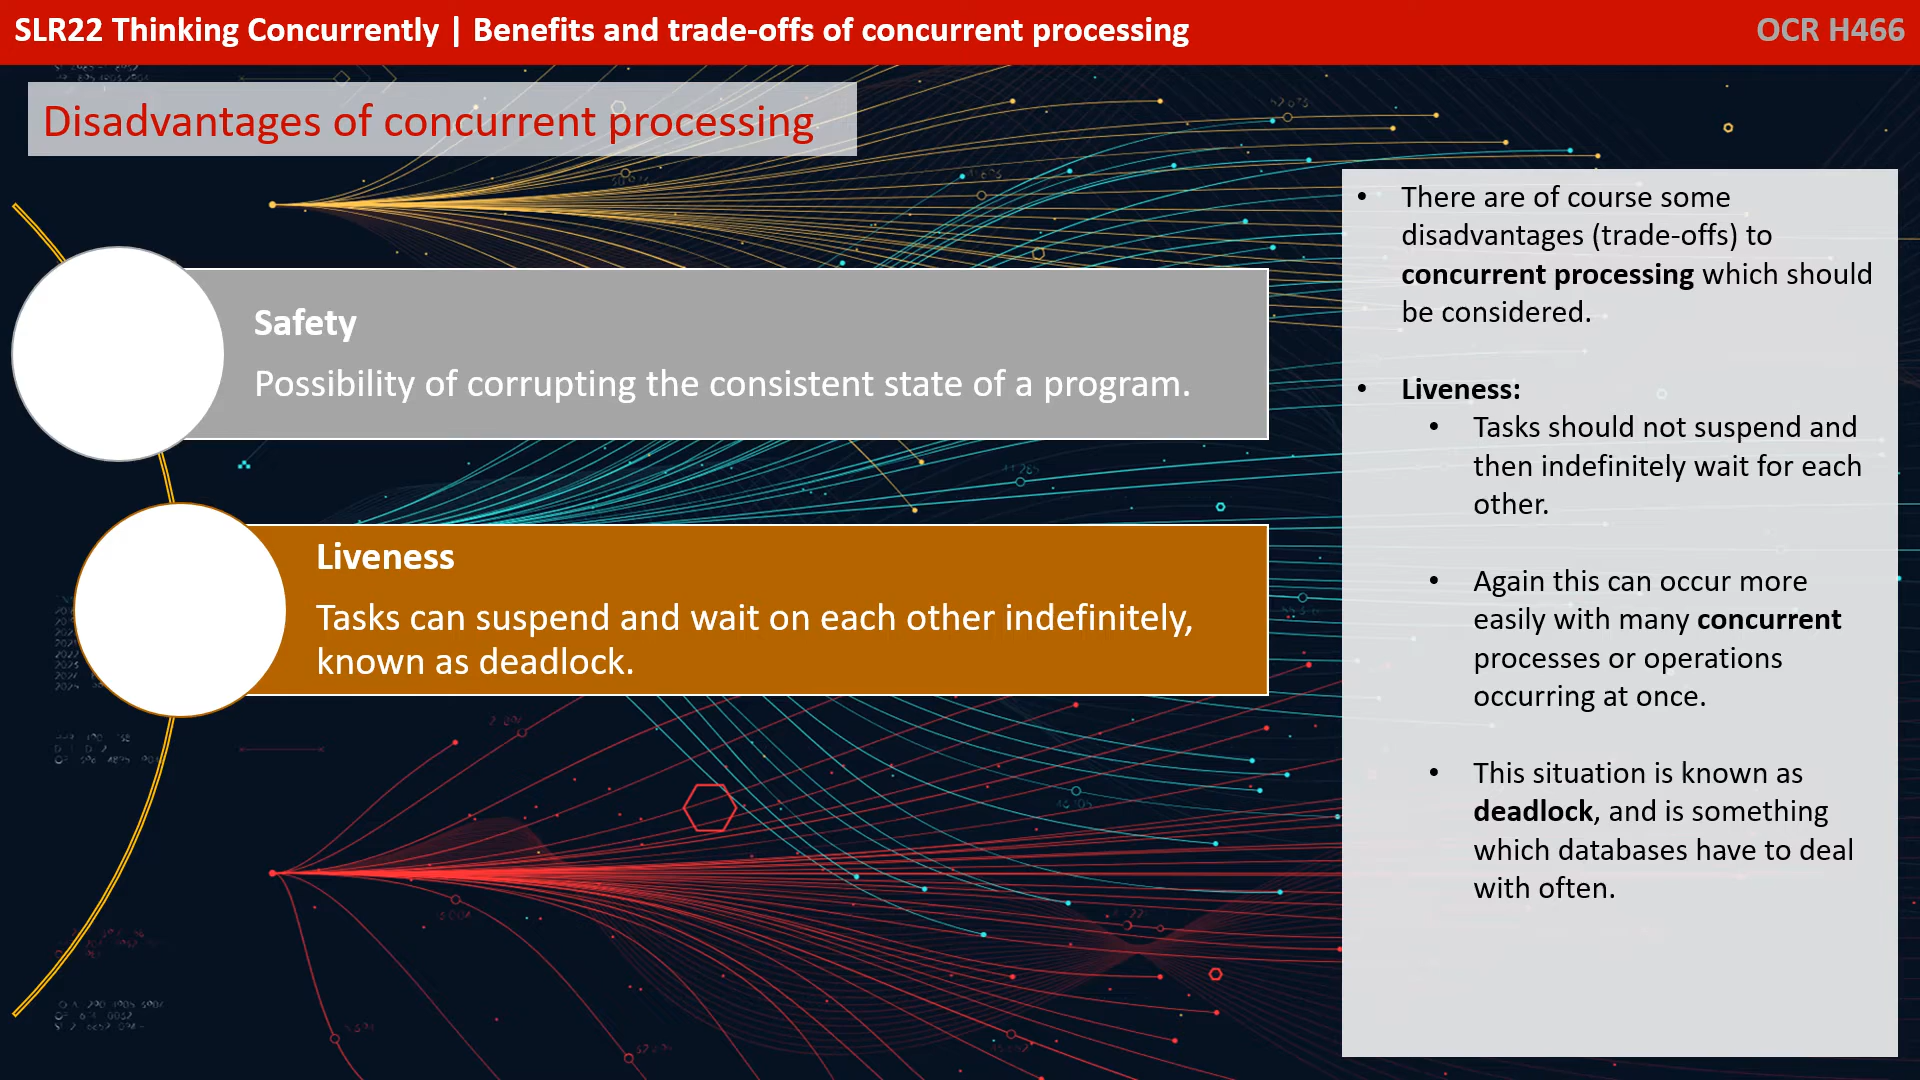 SLR22 Thinking Concurrently | Benefits and trade-offs of concurrent processing
OCR H466
Disadvantages of concurrent processing
Safety
Possibility of corrupting the consistent state of a program.
Liveness
Tasks can suspend and wait on each other indefinitely,
known as deadlock.
• There are of course some
disadvantages (trade-offs) to
concurrent processing which should
be considered.
• Liveness:
• Tasks should not suspend and
then indefinitely wait for each
other.
• Again this can occur more
easily with many concurrent
processes or operations
occurring at once.
• This situation is known as
deadlock, and is something
which databases have to deal
with often.